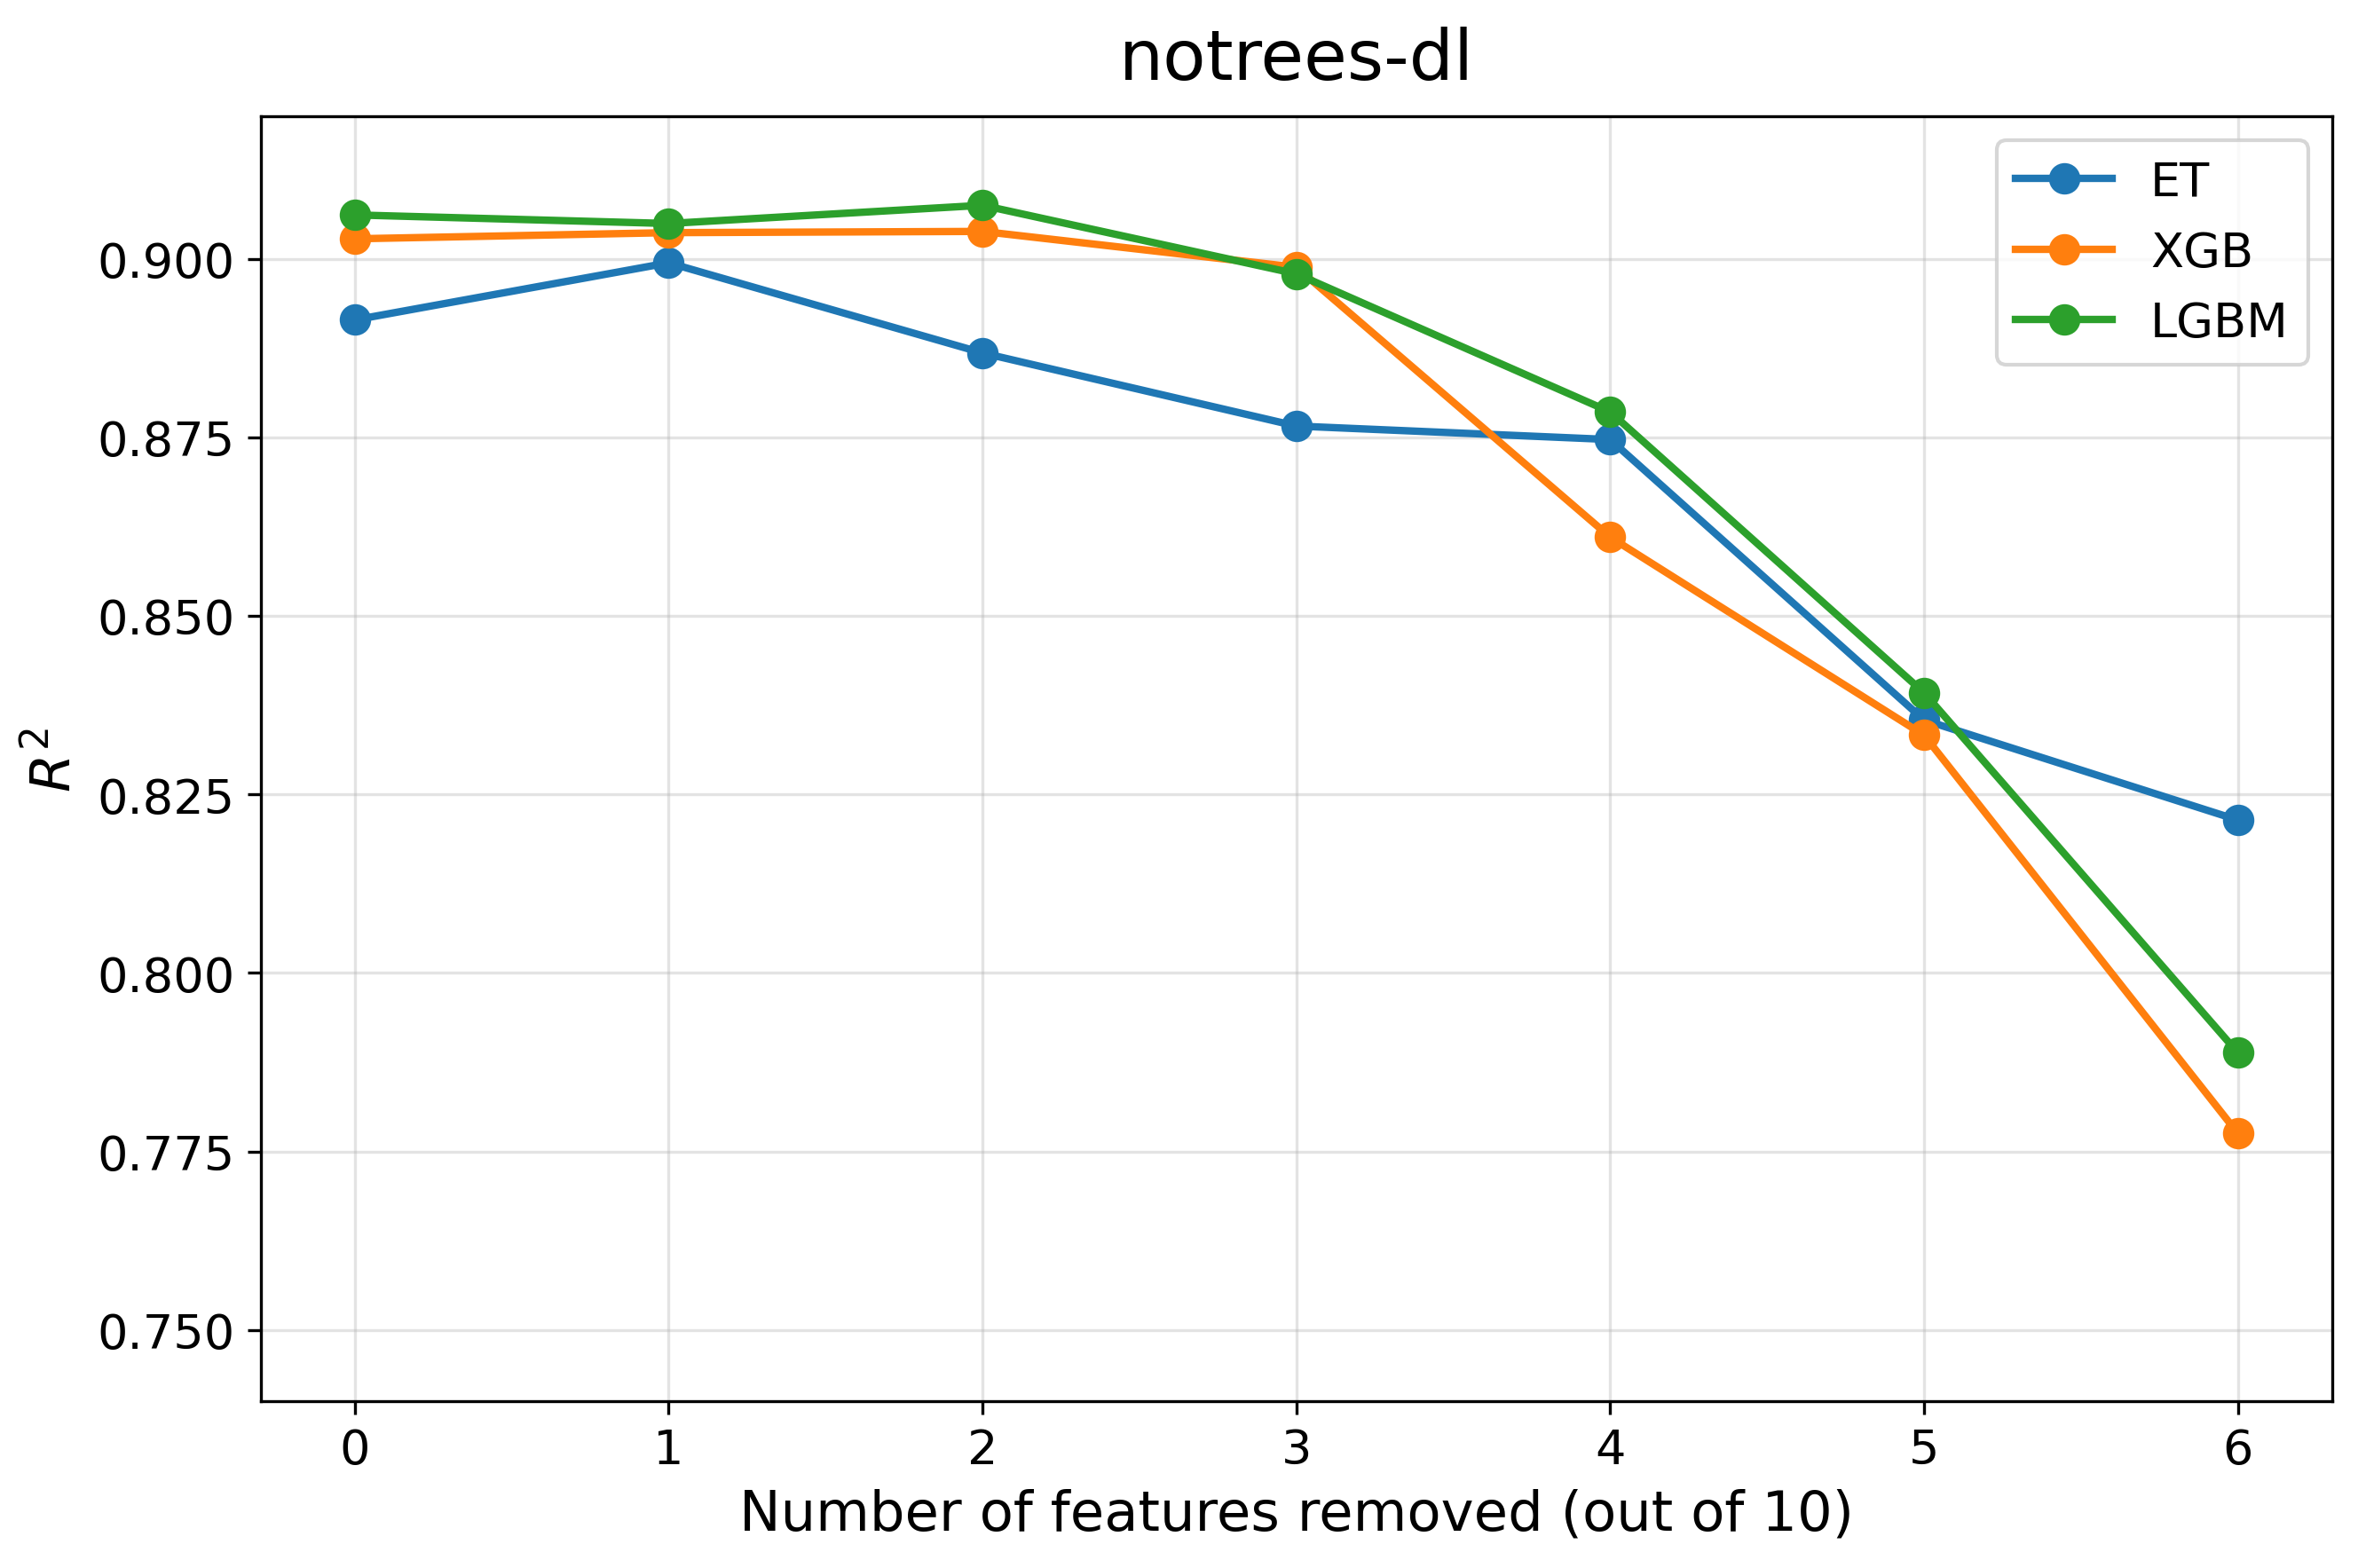 notrees-dl
ET
XGB
LGBM
0.900
0.875
0.850
0.825
0.800
0.775
0.750
R²
0 1 2 3 4 5 6
Number of features removed (out of 10)